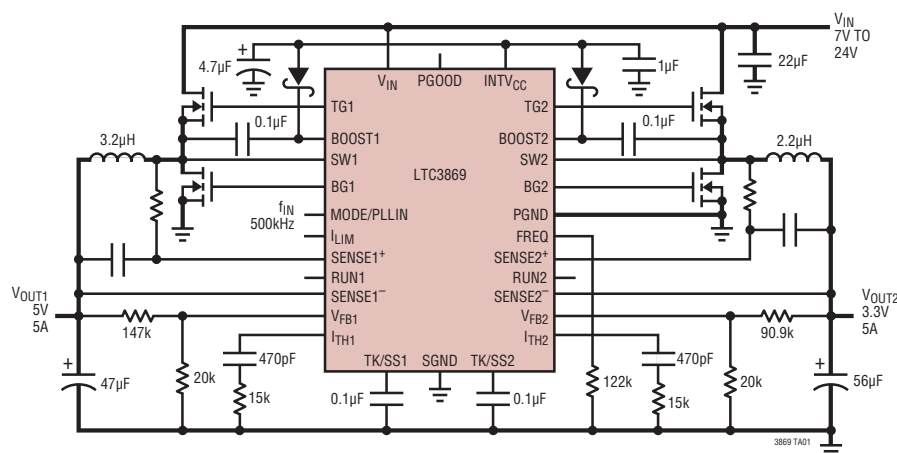 VIN
7V TO
24V
4.7µF
+
1µF
22µF
VIN
PGOOD
INTVCC
TG1
TG2
0.1µF
0.1µF
3.2µH
2.2µH
BOOST1
BOOST2
SW1
SW2
LTC3869
BG1
BG2
fIN
500kHz
MODE/PLLIN
PGND
ILIM
FREQ
SENSE1+
SENSE2+
RUN1
RUN2
SENSE1–
SENSE2–
VOUT1
5V
5A
VOUT2
3.3V
5A
147k
90.9k
VFB1
VFB2
ITH1
ITH2
470pF
470pF
TK/SS1
SGND
TK/SS2
+
47µF
20k
15k
0.1µF
0.1µF
122k
15k
20k
+
56µF
3869 TA01